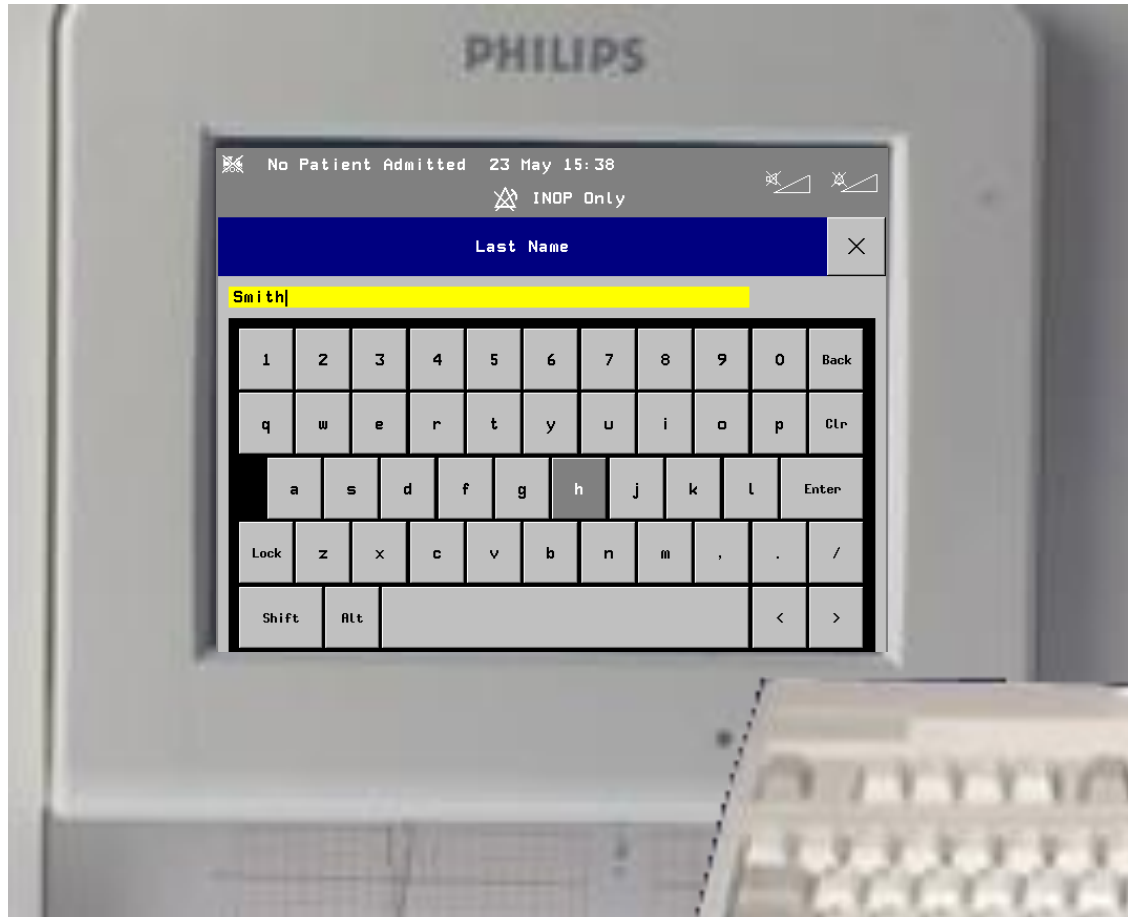 PHILIPS
No Patient Admitted 23 May 15:38
INOP Only
Last Name
Smith
1 2 3 4 5 6 7 8 9 0 Back
q w e r t y u i o p Clr
a s d f g h j k l Enter
Lock z x c v b n m , . /
Shift Alt < >